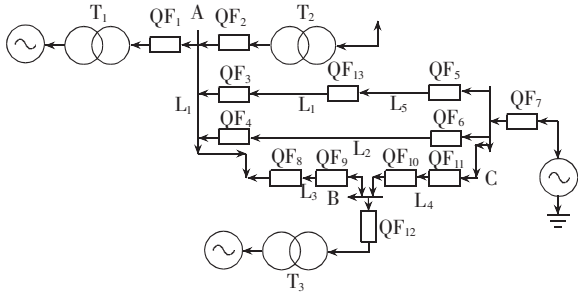 T₁
QF₁
A
QF₂
T₂
QF₃
QF₁₃
QF₅
L₁
L₁
L₅
QF₇
QF₄
QF₆
L₂
QF₈
QF₉
QF₁₀
QF₁₁
C
L₃
B
L₄
QF₁₂
T₃